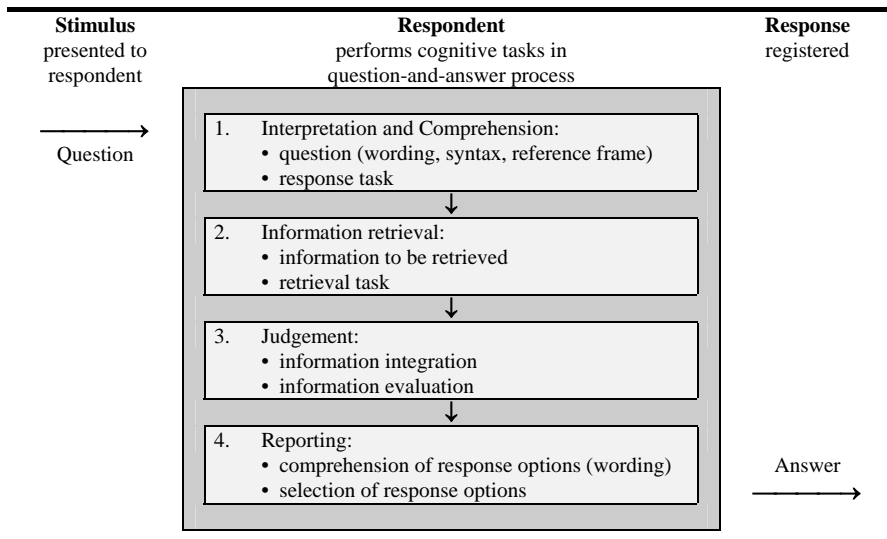 Stimulus
presented to
respondent
Respondent
performs cognitive tasks in
question-and-answer process
Response
registered
Question
1. Interpretation and Comprehension:
• question (wording, syntax, reference frame)
• response task
2. Information retrieval:
• information to be retrieved
• retrieval task
3. Judgement:
• information integration
• information evaluation
4. Reporting:
• comprehension of response options (wording)
• selection of response options
Answer